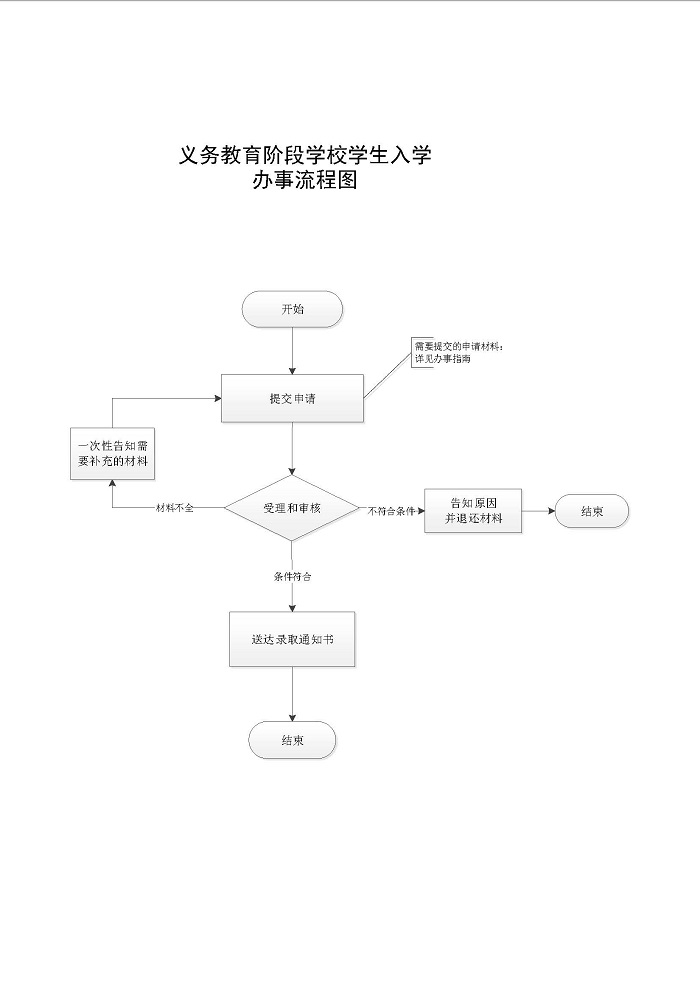 义务教育阶段学校学生入学
办事流程图
开始
需要提交的申请材料：
详见办事指南
提交申请
一次性告知需
要补充的材料
材料不全
受理和审核
不符合条件
告知原因
并退还材料
结束
条件符合
送达录取通知书
结束